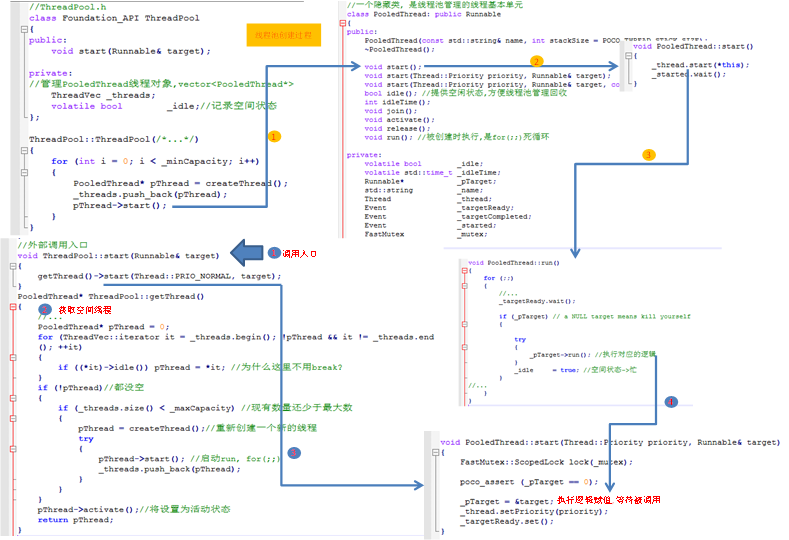 //ThreadPool.h
class Foundation_API ThreadPool
{
public:
void start(Runnable& target);
private:
//管理PooledThread线程对象,vector<PooledThread*>
ThreadVec _threads;
volatile bool _idle;//记录空间状态
};
ThreadPool::ThreadPool(/*...*/)
{
for (int i = 0; i < _minCapacity; i++)
{
PooledThread* pThread = createThread();
_threads.push_back(pThread);
pThread->start();
}
}
线程池创建过程
1
//一个隐藏类, 是线程池管理的线程基本单元
class PooledThread: public Runnable
{
public:
PooledThread(const std::string& name, int stackSize = POCO_THREAD_STACK_SIZE);
~PooledThread();
void start();
void start(Thread::Priority priority, Runnable& target);
void start(Thread::Priority priority, Runnable& target, co
bool idle(); //提供空闲状态,方便线程池管理回收
int idleTime();
void join();
void activate();
void release();
void run(); //被创建时执行,是for(;;)死循环
private:
volatile bool _idle;
volatile std::time_t _idleTime;
Runnable* _pTarget;
std::string _name;
Thread _thread;
Event _targetReady;
Event _targetCompleted;
Event _started;
FastMutex _mutex;
2
void PooledThread::start()
{
_thread.start(*this);
_started.wait();
}
3
//外部调用入口
void ThreadPool::start(Runnable& target)
{
getThread()->start(Thread::PRIO_NORMAL, target);
}
调用入口
PooledThread* ThreadPool::getThread()
{
获取空间线程
//...
PooledThread* pThread = 0;
for (ThreadVec::iterator it = _threads.begin(); !pThread && it != _threads.end
(); ++it)
{
if ((*it)->idle()) pThread = *it; //为什么这里不用break?
}
if (!pThread)//都没空
{
if (_threads.size() < _maxCapacity) //现有数量还少于最大数
{
pThread = createThread();//重新创建一个新的线程
try
{
pThread->start(); //启动run, for(;;)
_threads.push_back(pThread);
}
}
}
pThread->activate();//将设置为活动状态
return pThread;
}
void PooledThread::run()
{
for (;;)
{
//...
_targetReady.wait();
if (_pTarget) // a NULL target means kill yourself
{
try
{
_pTarget->run(); //执行对应的逻辑
}
_idle = true; //空闲状态->忙
}
//...
}
}
void PooledThread::start(Thread::Priority priority, Runnable& target)
{
FastMutex::ScopedLock lock(_mutex);
poco_assert (_pTarget == 0);
_pTarget = &target; 执行逻辑赋值,等待被调用
_thread.setPriority(priority);
_targetReady.set();
}